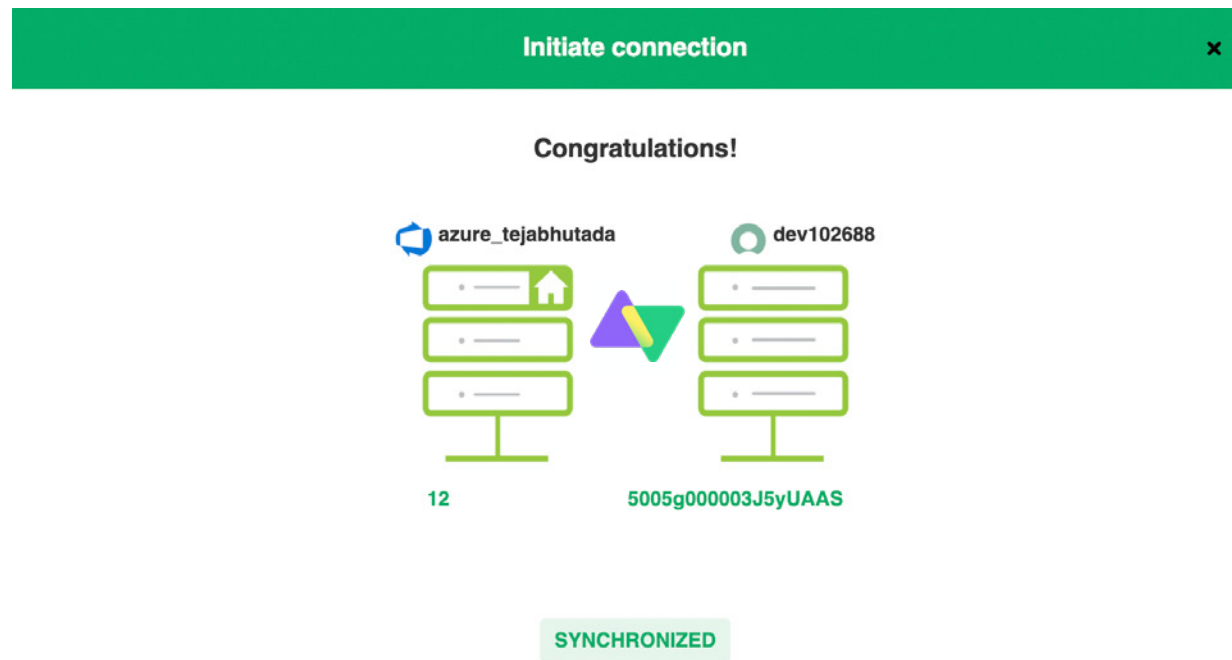 Initiate connection
Congratulations!
azure_tejabhutada
dev102688
12
5005g000003J5yUAAS
SYNCHRONIZED